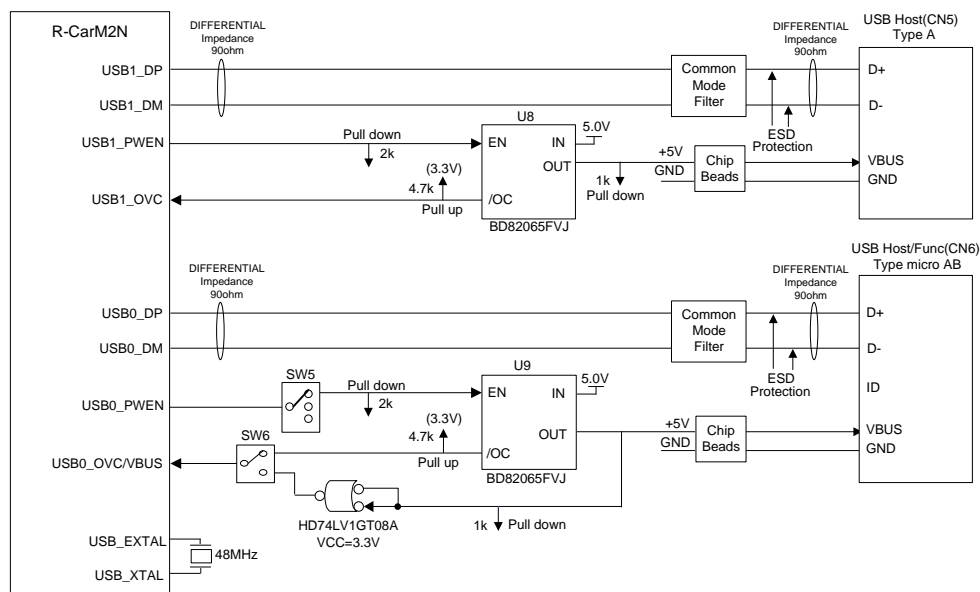 R-CarM2N
DIFFERENTIAL
Impedance
90ohm
DIFFERENTIAL
Impedance
90ohm
USB Host(CN5)
Type A
USB1_DP
Common
Mode
Filter
D+
USB1_DM
D-
ESD
Protection
U8
5.0V
USB1_PWEN
Pull down
2k
EN
IN
OUT
+5V
GND
Chip
Beads
VBUS
GND
(3.3V)
4.7k
Pull up
1k
Pull down
USB1_OVC
/OC
BD82065FVJ
USB Host/Func(CN6)
Type micro AB
DIFFERENTIAL
Impedance
90ohm
DIFFERENTIAL
Impedance
90ohm
USB0_DP
Common
Mode
Filter
D+
USB0_DM
D-
ESD
Protection
U9
5.0V
SW5
Pull down
2k
EN
IN
ID
USB0_PWEN
(3.3V)
4.7k
Pull up
OUT
+5V
GND
Chip
Beads
VBUS
GND
SW6
USB0_OVC/VBUS
/OC
BD82065FVJ
HD74LV1GT08A
VCC=3.3V
1k
Pull down
USB_EXTAL
48MHz
USB_XTAL